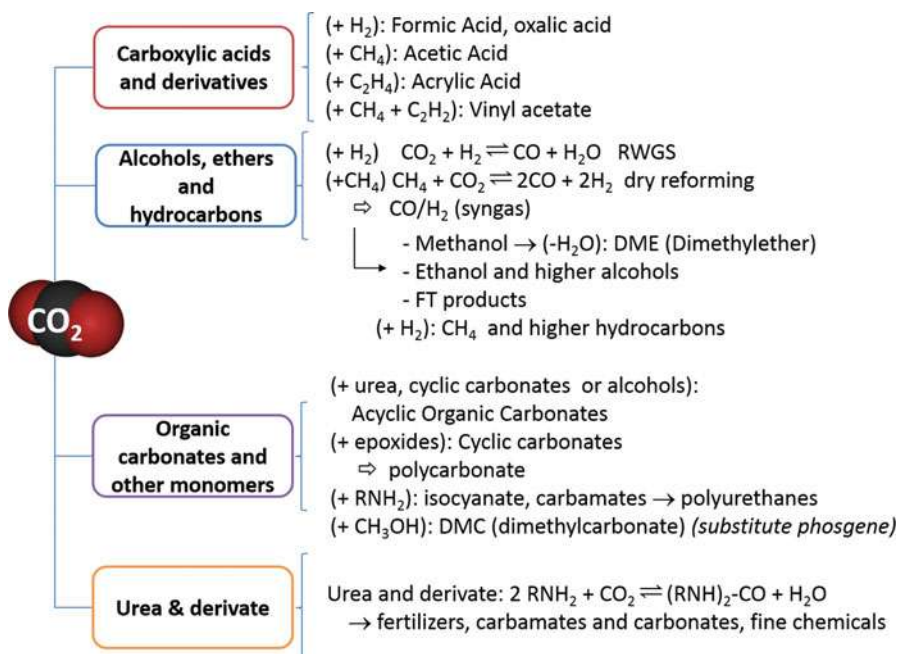 CO₂
Carboxylic acids
and derivatives
(+ H₂): Formic Acid, oxalic acid
(+ CH₄): Acetic Acid
(+ C₂H₄): Acrylic Acid
(+ CH₄ + C₂H₂): Vinyl acetate
Alcohols, ethers
and
hydrocarbons
(+ H₂) CO₂ + H₂ ⇌ CO + H₂O RWGS
(+CH₄) CH₄ + CO₂ ⇌ 2CO + 2H₂ dry reforming
⇨ CO/H₂ (syngas)
- Methanol → (-H₂O): DME (Dimethylether)
- Ethanol and higher alcohols
- FT products
(+ H₂): CH₄ and higher hydrocarbons
Organic
carbonates and
other monomers
(+ urea, cyclic carbonates or alcohols):
Acyclic Organic Carbonates
(+ epoxides): Cyclic carbonates
⇨ polycarbonate
(+ RNH₂): isocyanate, carbamates → polyurethanes
(+ CH₃OH): DMC (dimethylcarbonate) (substitute phosgene)
Urea & derivate
Urea and derivate: 2 RNH₂ + CO₂ ⇌ (RNH)₂-CO + H₂O
→ fertilizers, carbamates and carbonates, fine chemicals